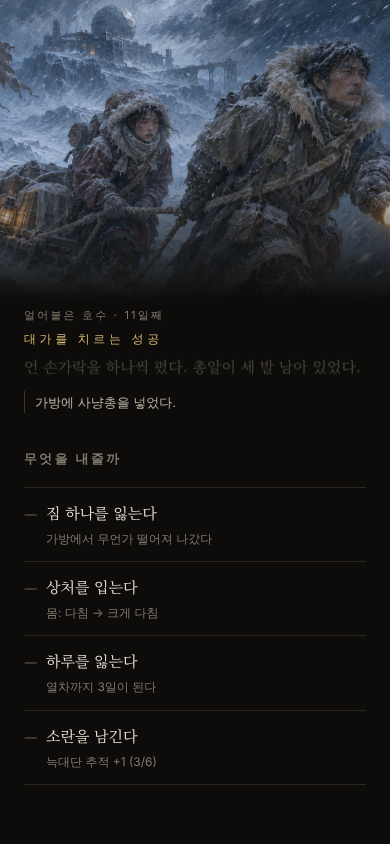 얼어붙은 호수 · 11일째
대가를 치르는 성공
언 손가락을 하나씩 폈다. 총알이 세 발 남아 있었다.
가방에 사냥총을 넣었다.
무엇을 내줄까
— 짐 하나를 잃는다
가방에서 무언가 떨어져 나갔다
— 상처를 입는다
몸: 다침 → 크게 다침
— 하루를 잃는다
열차까지 3일이 된다
— 소란을 남긴다
늑대단 추적 +1 (3/6)